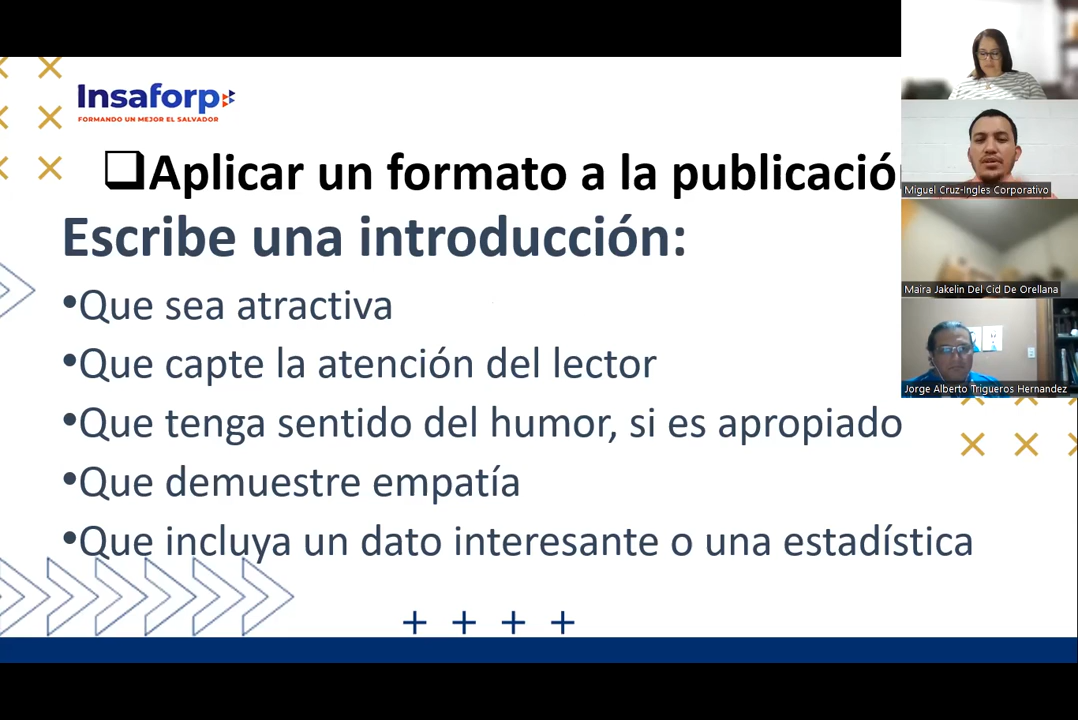 Insaforp
FORMANDO UN MEJOR EL SALVADOR
Aplicar un formato a la publicació
Escribe una introducción:
•Que sea atractiva
•Que capte la atención del lector
•Que tenga sentido del humor, si es apropiado
•Que demuestre empatía
•Que incluya un dato interesante o una estadística
Miguel Cruz-Ingles Corporativo
Maira Jakelin Del Cid De Orellana
Jorge Alberto Trigueros Hernandez